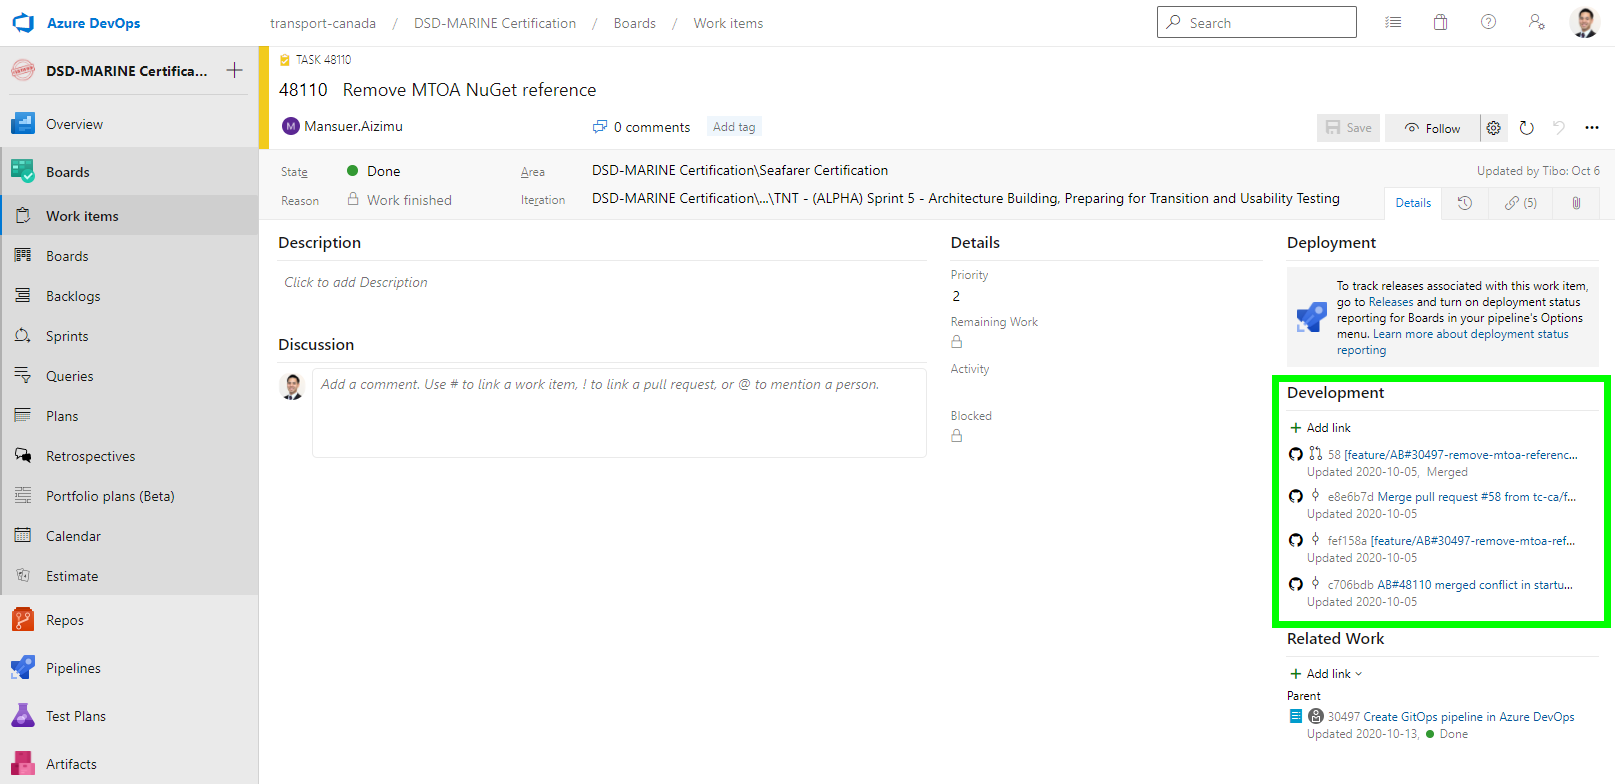 Azure DevOps
transport-canada / DSD-MARINE Certification / Boards / Work items
Search
DSD-MARINE Certifica...
Overview
Boards
Work items
Boards
Backlogs
Sprints
Queries
Plans
Retrospectives
Portfolio plans (Beta)
Calendar
Estimate
Repos
Pipelines
Test Plans
Artifacts
TASK 48110
48110 Remove MTOA NuGet reference
M Mansuer.Aizimu
0 comments
Add tag
Save
Follow
State Done
Area DSD-MARINE Certification\Seafarer Certification
Updated by Tibo: Oct 6
Reason Work finished
Iteration DSD-MARINE Certification\...\TNT - (ALPHA) Sprint 5 - Architecture Building, Preparing for Transition and Usability Testing
Details
(5)
Description
Click to add Description
Discussion
Add a comment. Use # to link a work item, ! to link a pull request, or @ to mention a person.
Details
Priority
2
Remaining Work
Activity
Blocked
Deployment
To track releases associated with this work item,
go to Releases and turn on deployment status
reporting for Boards in your pipeline's Options
menu. Learn more about deployment status
reporting
Development
+ Add link
58 [feature/AB#30497-remove-mtoa-referenc...
Updated 2020-10-05, Merged
e8e6b7d Merge pull request #58 from tc-ca/f...
Updated 2020-10-05
fef158a [feature/AB#30497-remove-mtoa-ref...
Updated 2020-10-05
c706bdb AB#48110 merged conflict in startu...
Updated 2020-10-05
Related Work
+ Add link
Parent
30497 Create GitOps pipeline in Azure DevOps
Updated 2020-10-13, Done